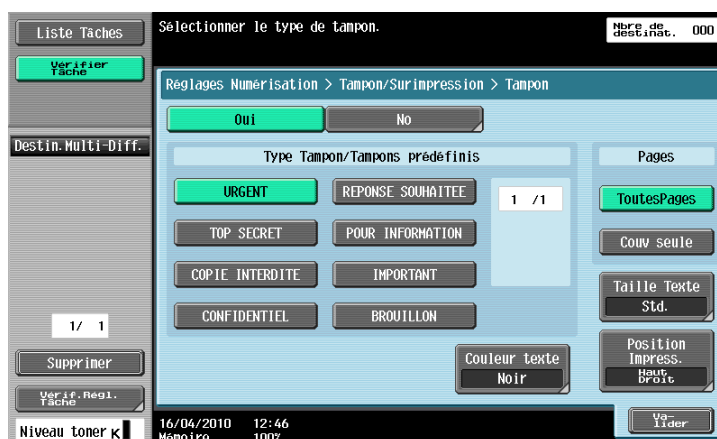 Liste Tâches
Vérifier
Tâche
Destin.Multi-Diff.
1/ 1
Supprimer
Vérif.Régl.
Tâche
Niveau toner K
Sélectionner le type de tampon.
Nbre de
destinat. 000
Réglages Numérisation > Tampon/Surimpression > Tampon
Oui No
Type Tampon/Tampons prédéfinis
URGENT REPONSE SOUHAITEE 1 /1
TOP SECRET POUR INFORMATION
COPIE INTERDITE IMPORTANT
CONFIDENTIEL BROUILLON
Couleur texte
Noir
Pages
ToutesPages
Couv seule
Taille Texte
Std.
Position
Impress.
Haut
Droit
Va-
lider
16/04/2010 12:46
Mémoire 100%